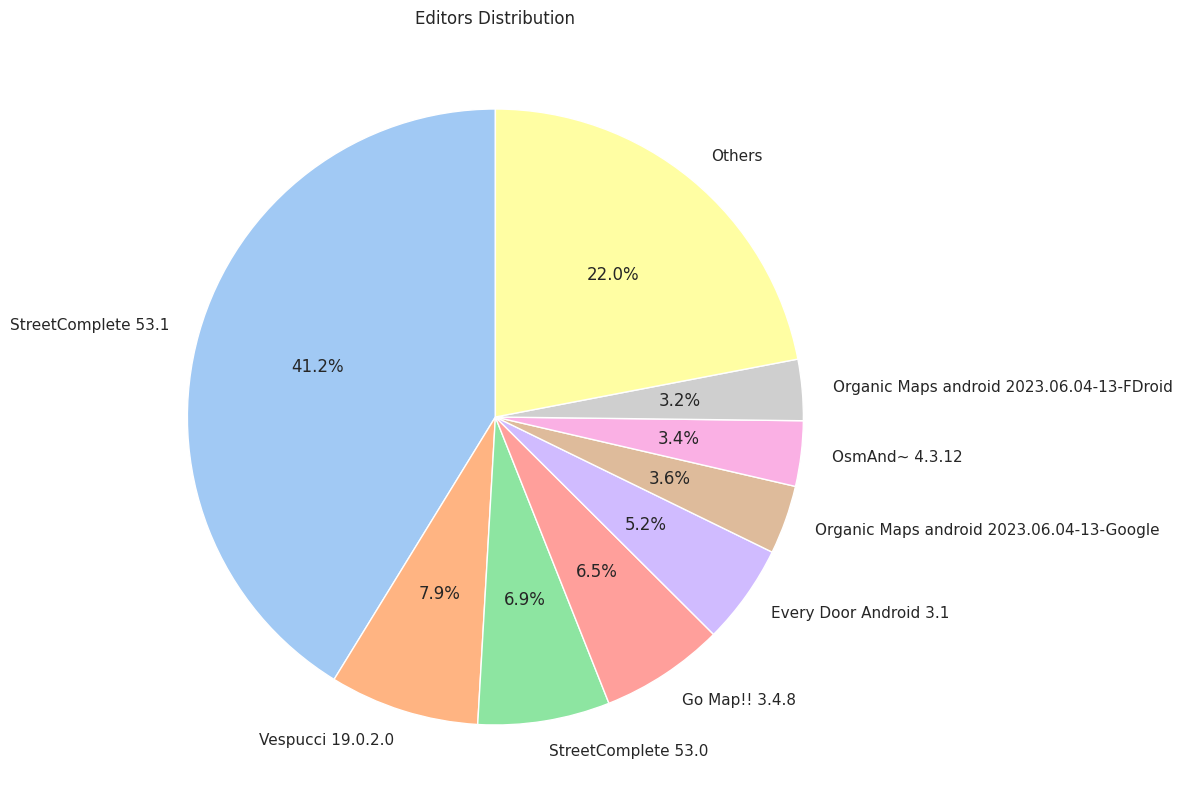 Editors Distribution
Others
22.0%
StreetComplete 53.1
41.2%
3.2%
Organic Maps android 2023.06.04-13-FDroid
3.4%
OsmAnd~ 4.3.12
3.6%
Organic Maps android 2023.06.04-13-Google
5.2%
Every Door Android 3.1
6.5%
Go Map!! 3.4.8
6.9%
StreetComplete 53.0
7.9%
Vespucci 19.0.2.0